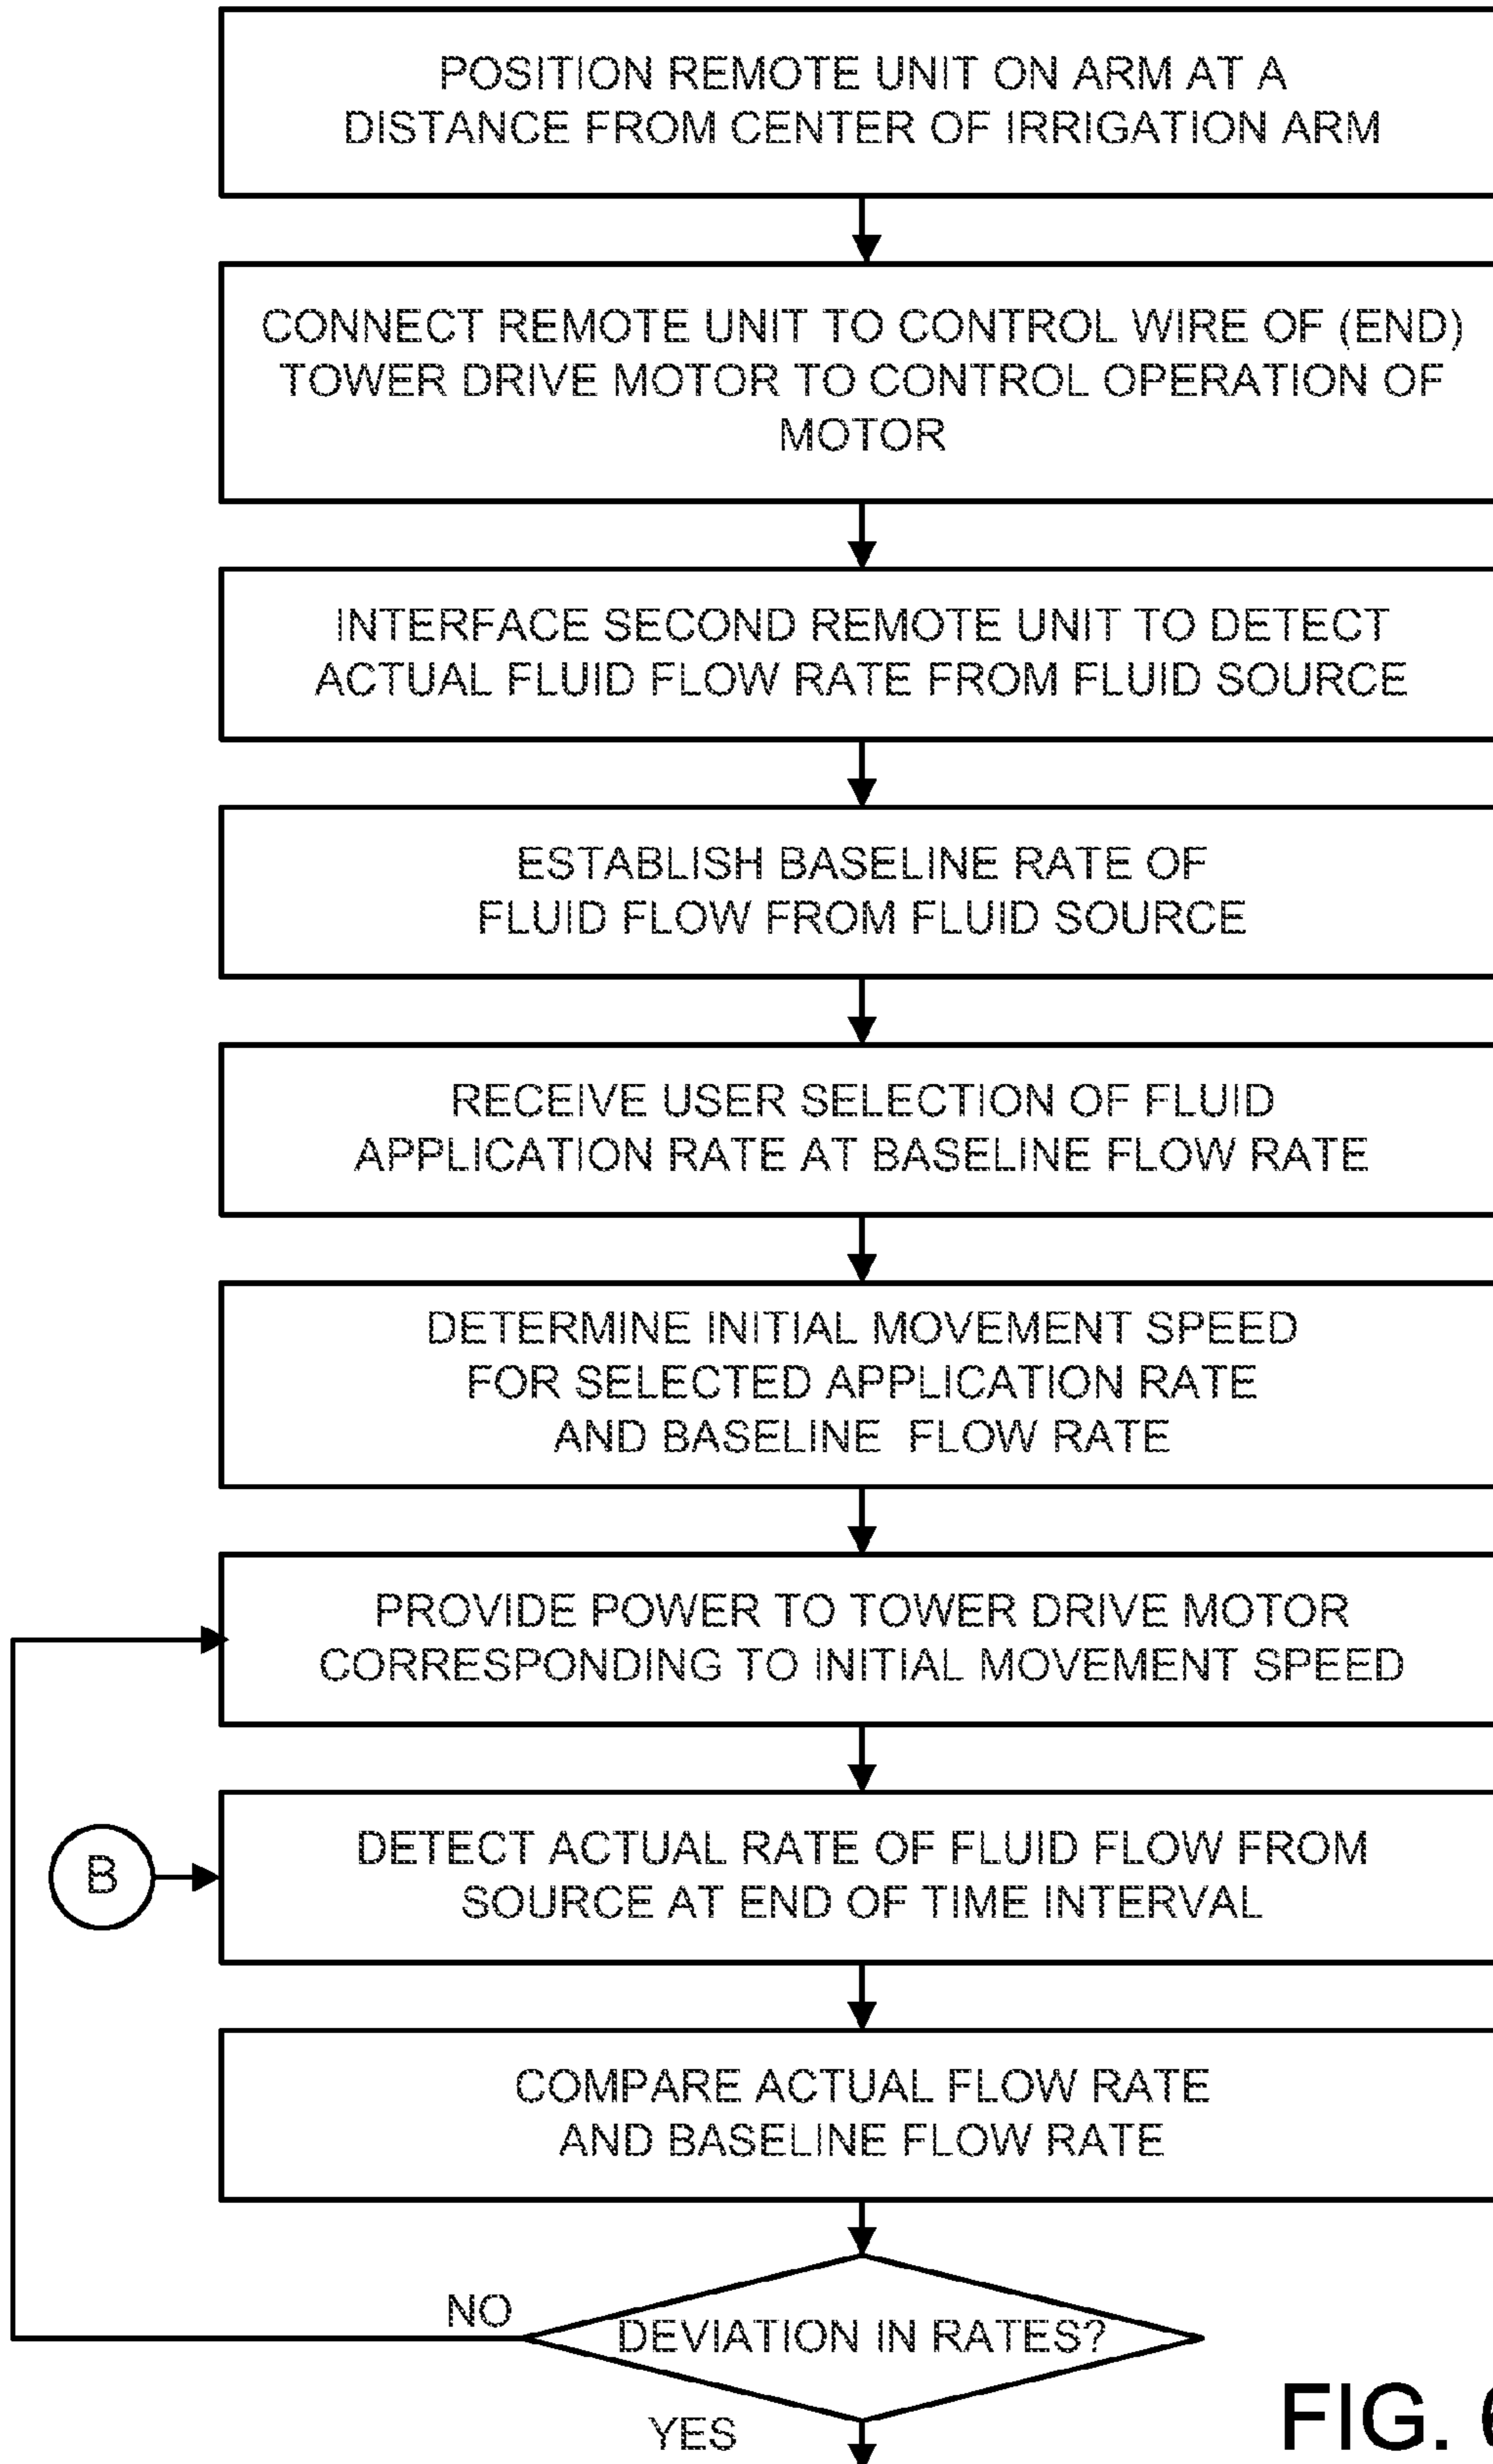 POSITION REMOTE UNIT ON ARM AT A
DISTANCE FROM CENTER OF IRRIGATION ARM
CONNECT REMOTE UNIT TO CONTROL WIRE OF (END)
TOWER DRIVE MOTOR TO CONTROL OPERATION OF
MOTOR
INTERFACE SECOND REMOTE UNIT TO DETECT
ACTUAL FLUID FLOW RATE FROM FLUID SOURCE
ESTABLISH BASELINE RATE OF
FLUID FLOW FROM FLUID SOURCE
RECEIVE USER SELECTION OF FLUID
APPLICATION RATE AT BASELINE FLOW RATE
DETERMINE INITIAL MOVEMENT SPEED
FOR SELECTED APPLICATION RATE
AND BASELINE FLOW RATE
PROVIDE POWER TO TOWER DRIVE MOTOR
CORRESPONDING TO INITIAL MOVEMENT SPEED
B
DETECT ACTUAL RATE OF FLUID FLOW FROM
SOURCE AT END OF TIME INTERVAL
COMPARE ACTUAL FLOW RATE
AND BASELINE FLOW RATE
NO
DEVIATION IN RATES?
YES
FIG. 6